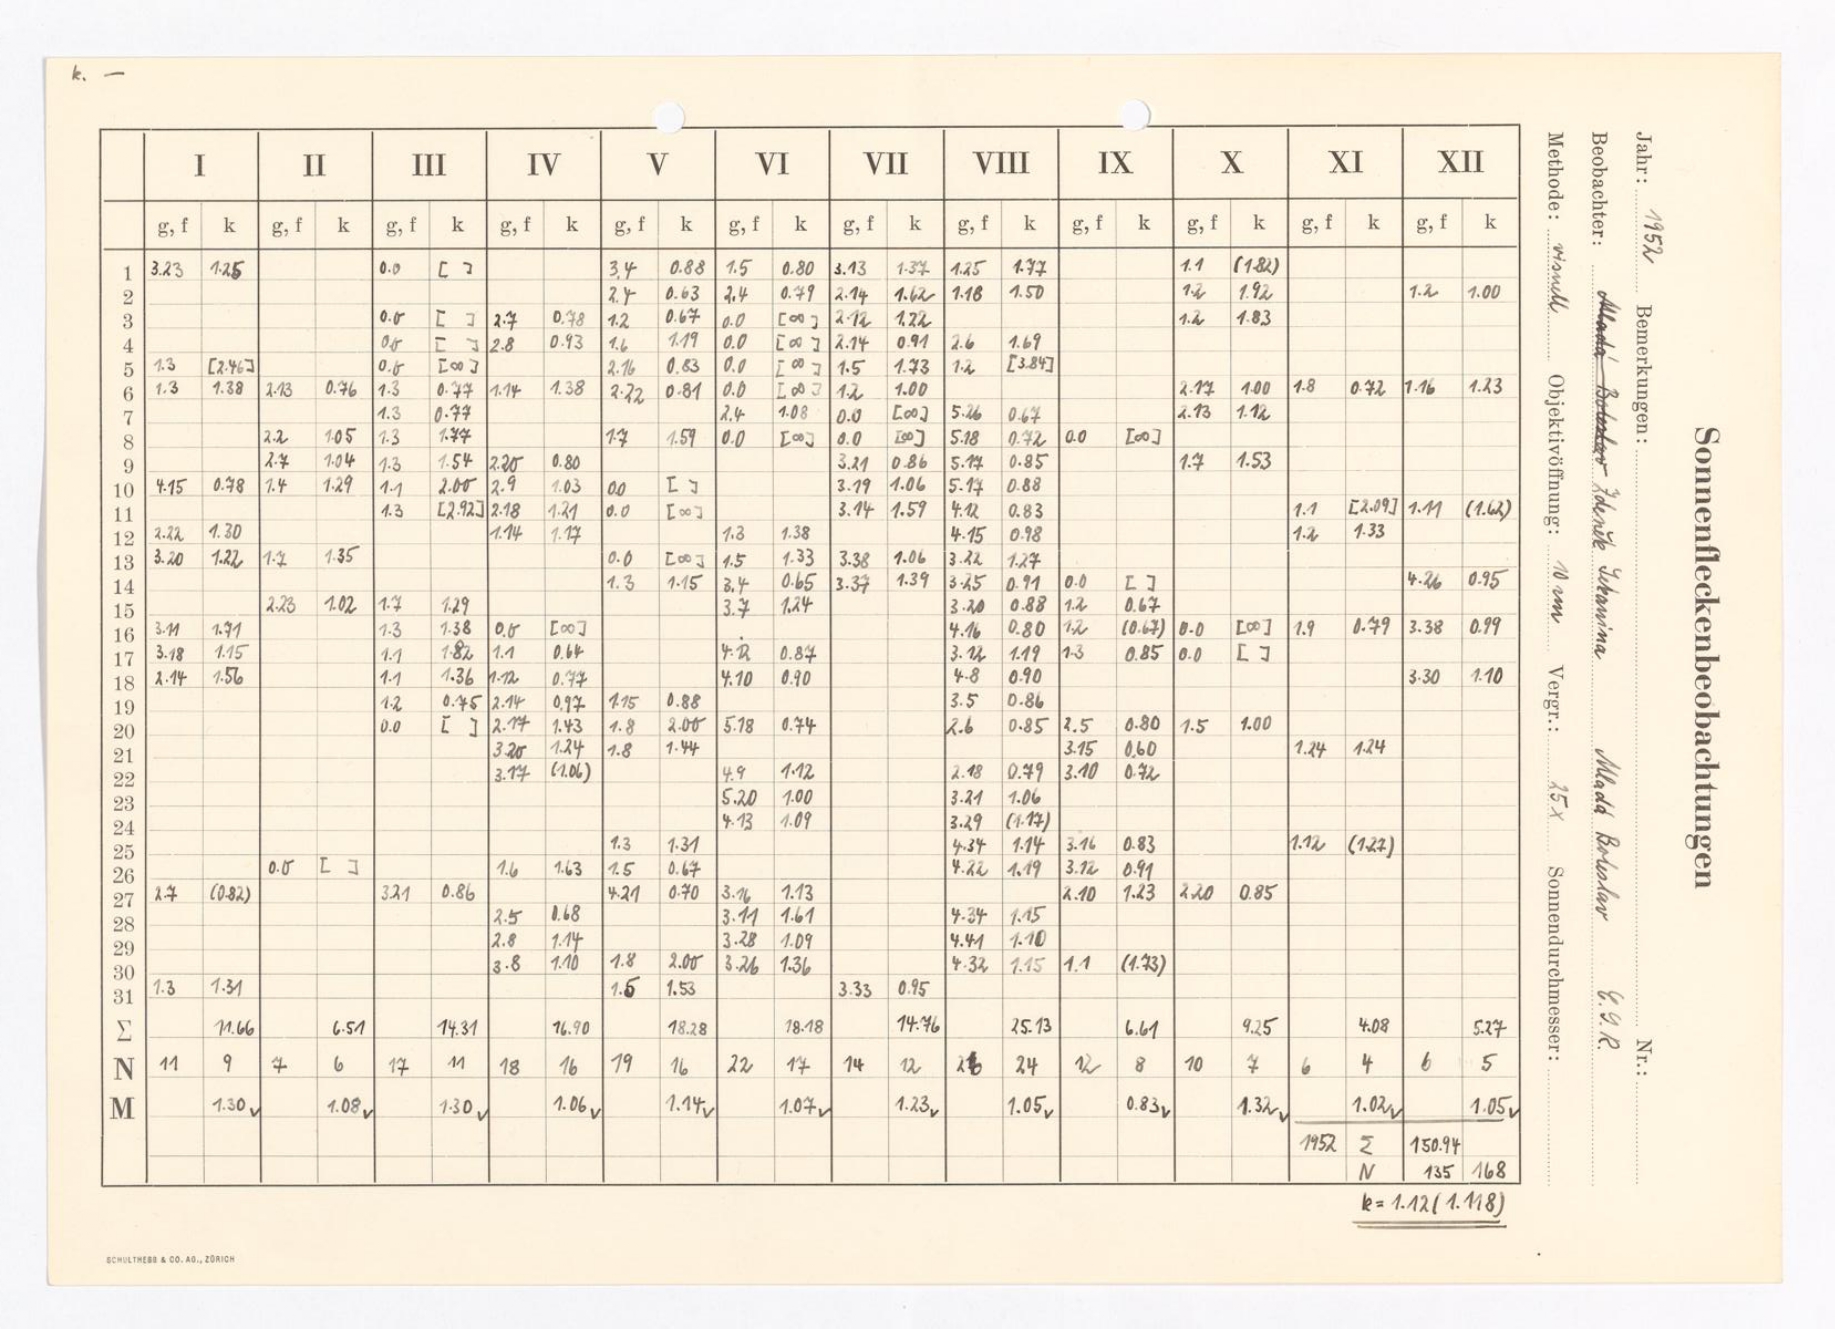 k. —
I II III IV V VI VII VIII IX X XI XII
g, f k g, f k g, f k g, f k g, f k g, f k g, f k g, f k g, f k g, f k g, f k g, f k
1 3.23 1.25 0.0 [ ] 3.4 0.88 1.5 0.80 3.13 1.37 1.25 1.77 1.1 (1.82)
2 2.4 0.63 2.4 0.79 2.14 1.62 1.18 1.50 1.2 1.92 1.2 1.00
3 0.0 [ ] 2.7 0.78 1.2 0.67 0.0 [∞] 2.12 1.22 1.2 1.83
4 0.0 [ ] 2.8 0.93 1.6 1.19 0.0 [∞] 2.14 0.91 2.6 1.69
5 1.3 [2.46] 0.0 [∞] 2.16 0.83 0.0 [∞] 1.5 1.73 1.2 [3.84]
6 1.3 1.38 2.13 0.76 1.3 0.77 1.14 1.38 2.22 0.81 0.0 [∞] 1.2 1.00 2.17 1.00 1.8 0.72 1.16 1.23
7 1.3 0.77 2.4 1.08 0.0 [∞] 5.26 0.67 2.13 1.12
8 2.2 1.05 1.3 1.77 1.7 1.59 0.0 [∞] 0.0 [∞] 5.18 0.72 0.0 [∞]
9 2.7 1.04 1.3 1.54 2.20 0.80 3.21 0.86 5.17 0.85 1.7 1.53
10 4.15 0.78 1.4 1.29 1.1 2.00 2.9 1.03 0.0 [ ] 3.19 1.06 5.17 0.88
11 1.3 [2.92] 2.18 1.21 0.0 [∞] 3.14 1.59 4.12 0.83 1.1 [2.09] 1.11 (1.62)
12 2.22 1.30 1.14 1.17 1.3 1.38 4.15 0.98 1.2 1.33
13 3.20 1.22 1.7 1.35 0.0 [∞] 1.5 1.33 3.38 1.06 3.22 1.27
14 1.3 1.15 3.4 0.65 3.37 1.39 3.25 0.91 0.0 [ ] 4.26 0.95
15 2.23 1.02 1.7 1.29 3.7 1.24 3.20 0.88 1.2 0.67
16 3.11 1.71 1.3 1.38 0.0 [∞] 4.16 0.80 1.2 (0.67) 0.0 [∞] 1.9 0.79 3.38 0.99
17 3.18 1.15 1.1 1.82 1.1 0.64 4.12 0.87 3.12 1.19 1.3 0.85 0.0 [ ]
18 2.14 1.56 1.1 1.36 1.12 0.77 4.10 0.90 4.8 0.90 3.30 1.10
19 1.2 0.75 2.14 0.97 1.15 0.88 3.5 0.86
20 0.0 [ ] 2.17 1.43 1.8 2.00 5.18 0.74 2.6 0.85 2.5 0.80 1.5 1.00
21 3.20 1.24 1.8 1.44 3.15 0.60 1.24 1.24
22 3.17 (1.06) 4.9 1.12 2.18 0.79 3.10 0.72
23 5.20 1.00 3.21 1.06
24 4.13 1.09 3.29 (1.17)
25 1.3 1.31 4.34 1.14 3.16 0.83 1.12 (1.27)
26 0.0 [ ] 1.6 1.63 1.5 0.67 4.22 1.19 3.12 0.91
27 2.7 (0.82) 3.21 0.86 4.21 0.70 3.16 1.13 2.10 1.23 2.20 0.85
28 2.5 0.68 3.11 1.61 4.34 1.15
29 2.8 1.14 3.28 1.09 4.41 1.10
30 3.8 1.10 1.8 2.00 3.26 1.36 4.32 1.15 1.1 (1.73)
31 1.3 1.31 1.6 1.53 3.33 0.95
Σ 11.66 6.51 14.31 16.90 18.28 18.18 14.76 25.13 6.61 9.25 4.08 5.27
N 11 9 7 6 17 11 18 16 19 16 22 17 14 12 26 24 12 8 10 7 6 4 6 5
M 1.30✓ 1.08✓ 1.30✓ 1.06✓ 1.14✓ 1.07✓ 1.23✓ 1.05✓ 0.83✓ 1.32✓ 1.02✓ 1.05✓
1952 Σ 150.94
N 135 168
k = 1.12 (1.118)
SCHULTHESS & CO. AG., ZÜRICH
Sonnenfleckenbeobachtungen
Jahr: 1952 Bemerkungen: Nr.:
Beobachter: Mladá Boleslav Zdeněk Sekanina Mladá Boleslav Č.S.R.
Methode: visuell Objektivöffnung: 10 cm Vergr.: 25x Sonnendurchmesser: